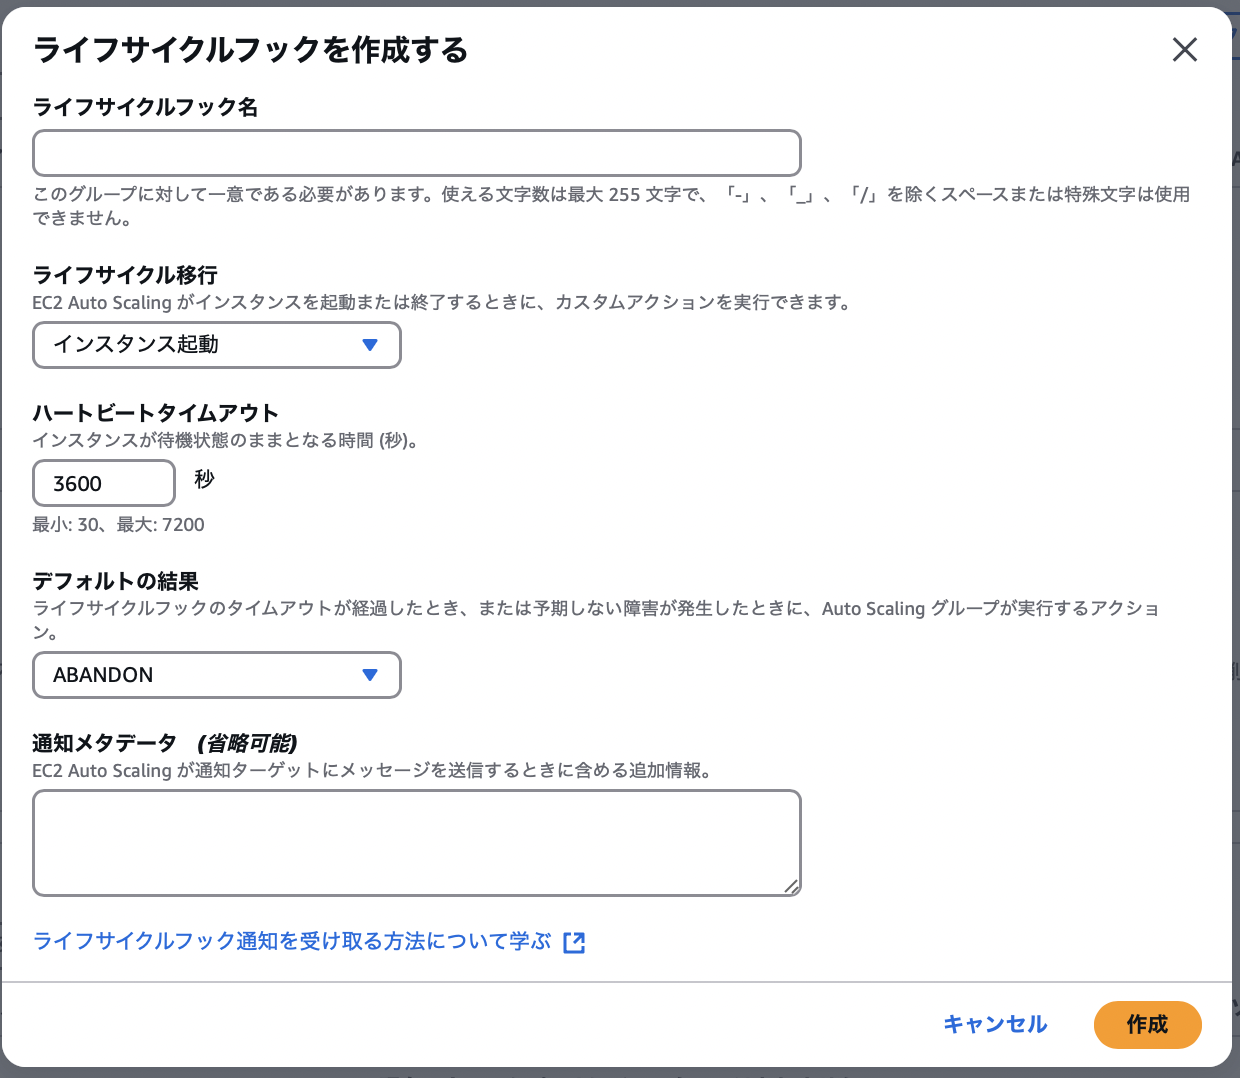 ライフサイクルフックを作成する
ライフサイクルフック名
このグループに対して一意である必要があります。使える文字数は最大 255 文字で、「-」、「_」、「/」を除くスペースまたは特殊文字は使用
できません。
ライフサイクル移行
EC2 Auto Scaling がインスタンスを起動または終了するときに、カスタムアクションを実行できます。
インスタンス起動
ハートビートタイムアウト
インスタンスが待機状態のままとなる時間 (秒)。
3600 秒
最小: 30、最大: 7200
デフォルトの結果
ライフサイクルフックのタイムアウトが経過したとき、または予期しない障害が発生したときに、Auto Scaling グループが実行するアクショ
ン。
ABANDON
通知メタデータ (省略可能)
EC2 Auto Scaling が通知ターゲットにメッセージを送信するときに含める追加情報。
ライフサイクルフック通知を受け取る方法について学ぶ
キャンセル 作成